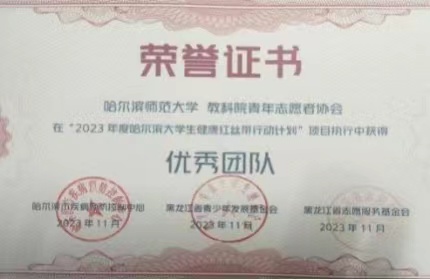 荣誉证书
哈尔滨师范大学 教科院青年志愿者协会
在“2023年度哈尔滨大学生健康红丝带行动计划”项目执行中获得
优秀团队
哈尔滨市疾病预防控制中心 黑龙江省青少年发展基金会 黑龙江省志愿服务基金会
2023年11月 2023年11月 2023年11月